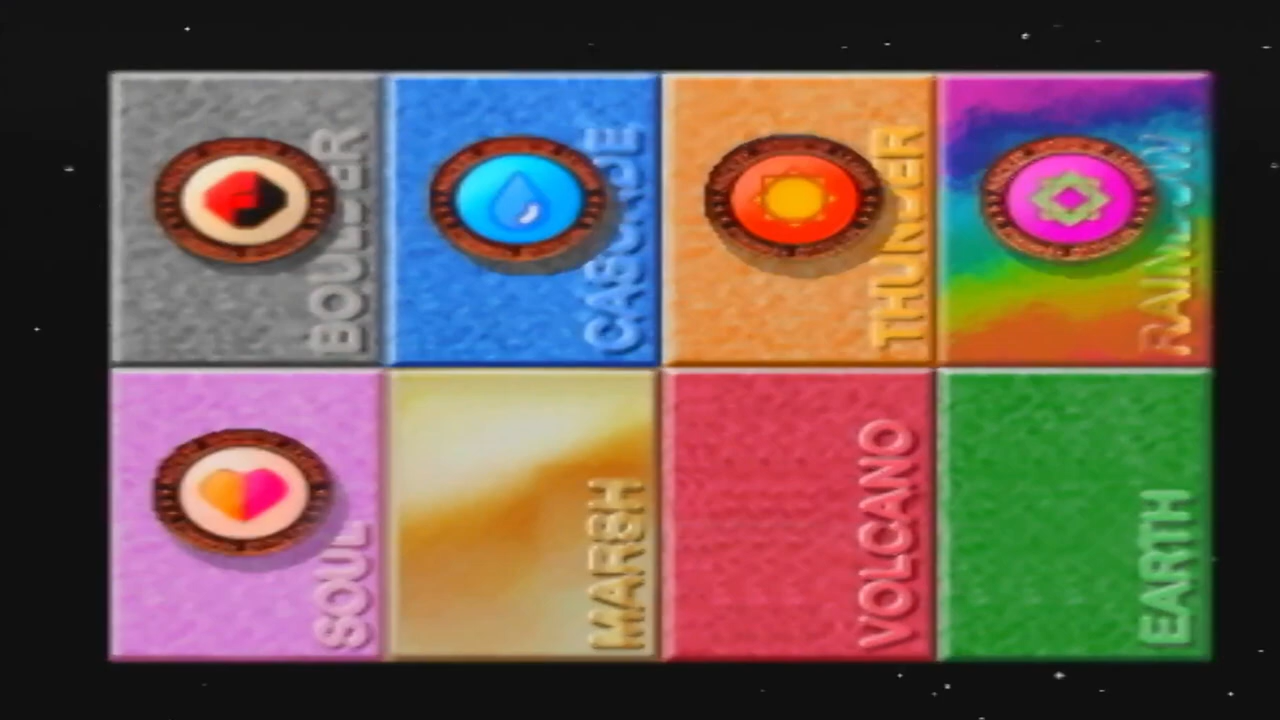 BOULDER
CASCADE
THUNDER
RAINBOW
SOUL
MARSH
VOLCANO
EARTH